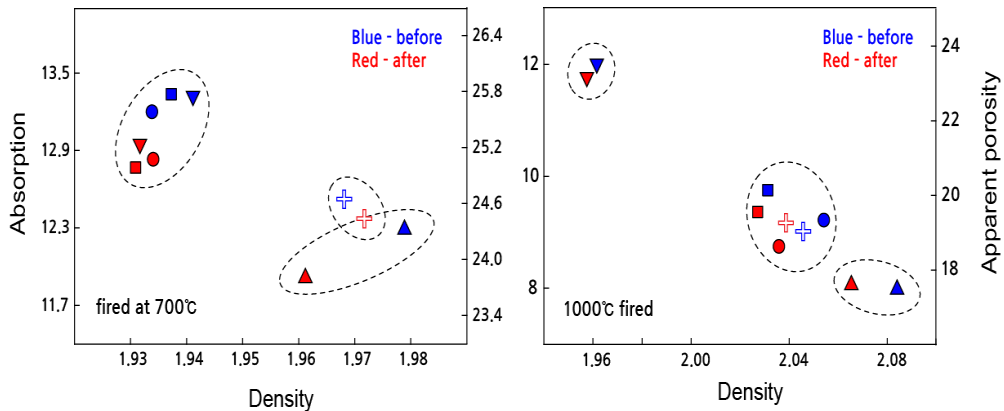 Blue - before
Red - after
Absorption
13.5
12.9
12.3
11.7
26.4
25.8
25.2
24.6
24.0
23.4
fired at 700℃
1.93
1.94
1.95
1.96
1.97
1.98
Density
Blue - before
Red - after
12
10
8
24
22
20
18
Apparent porosity
1000℃ fired
1.96
2.00
2.04
2.08
Density